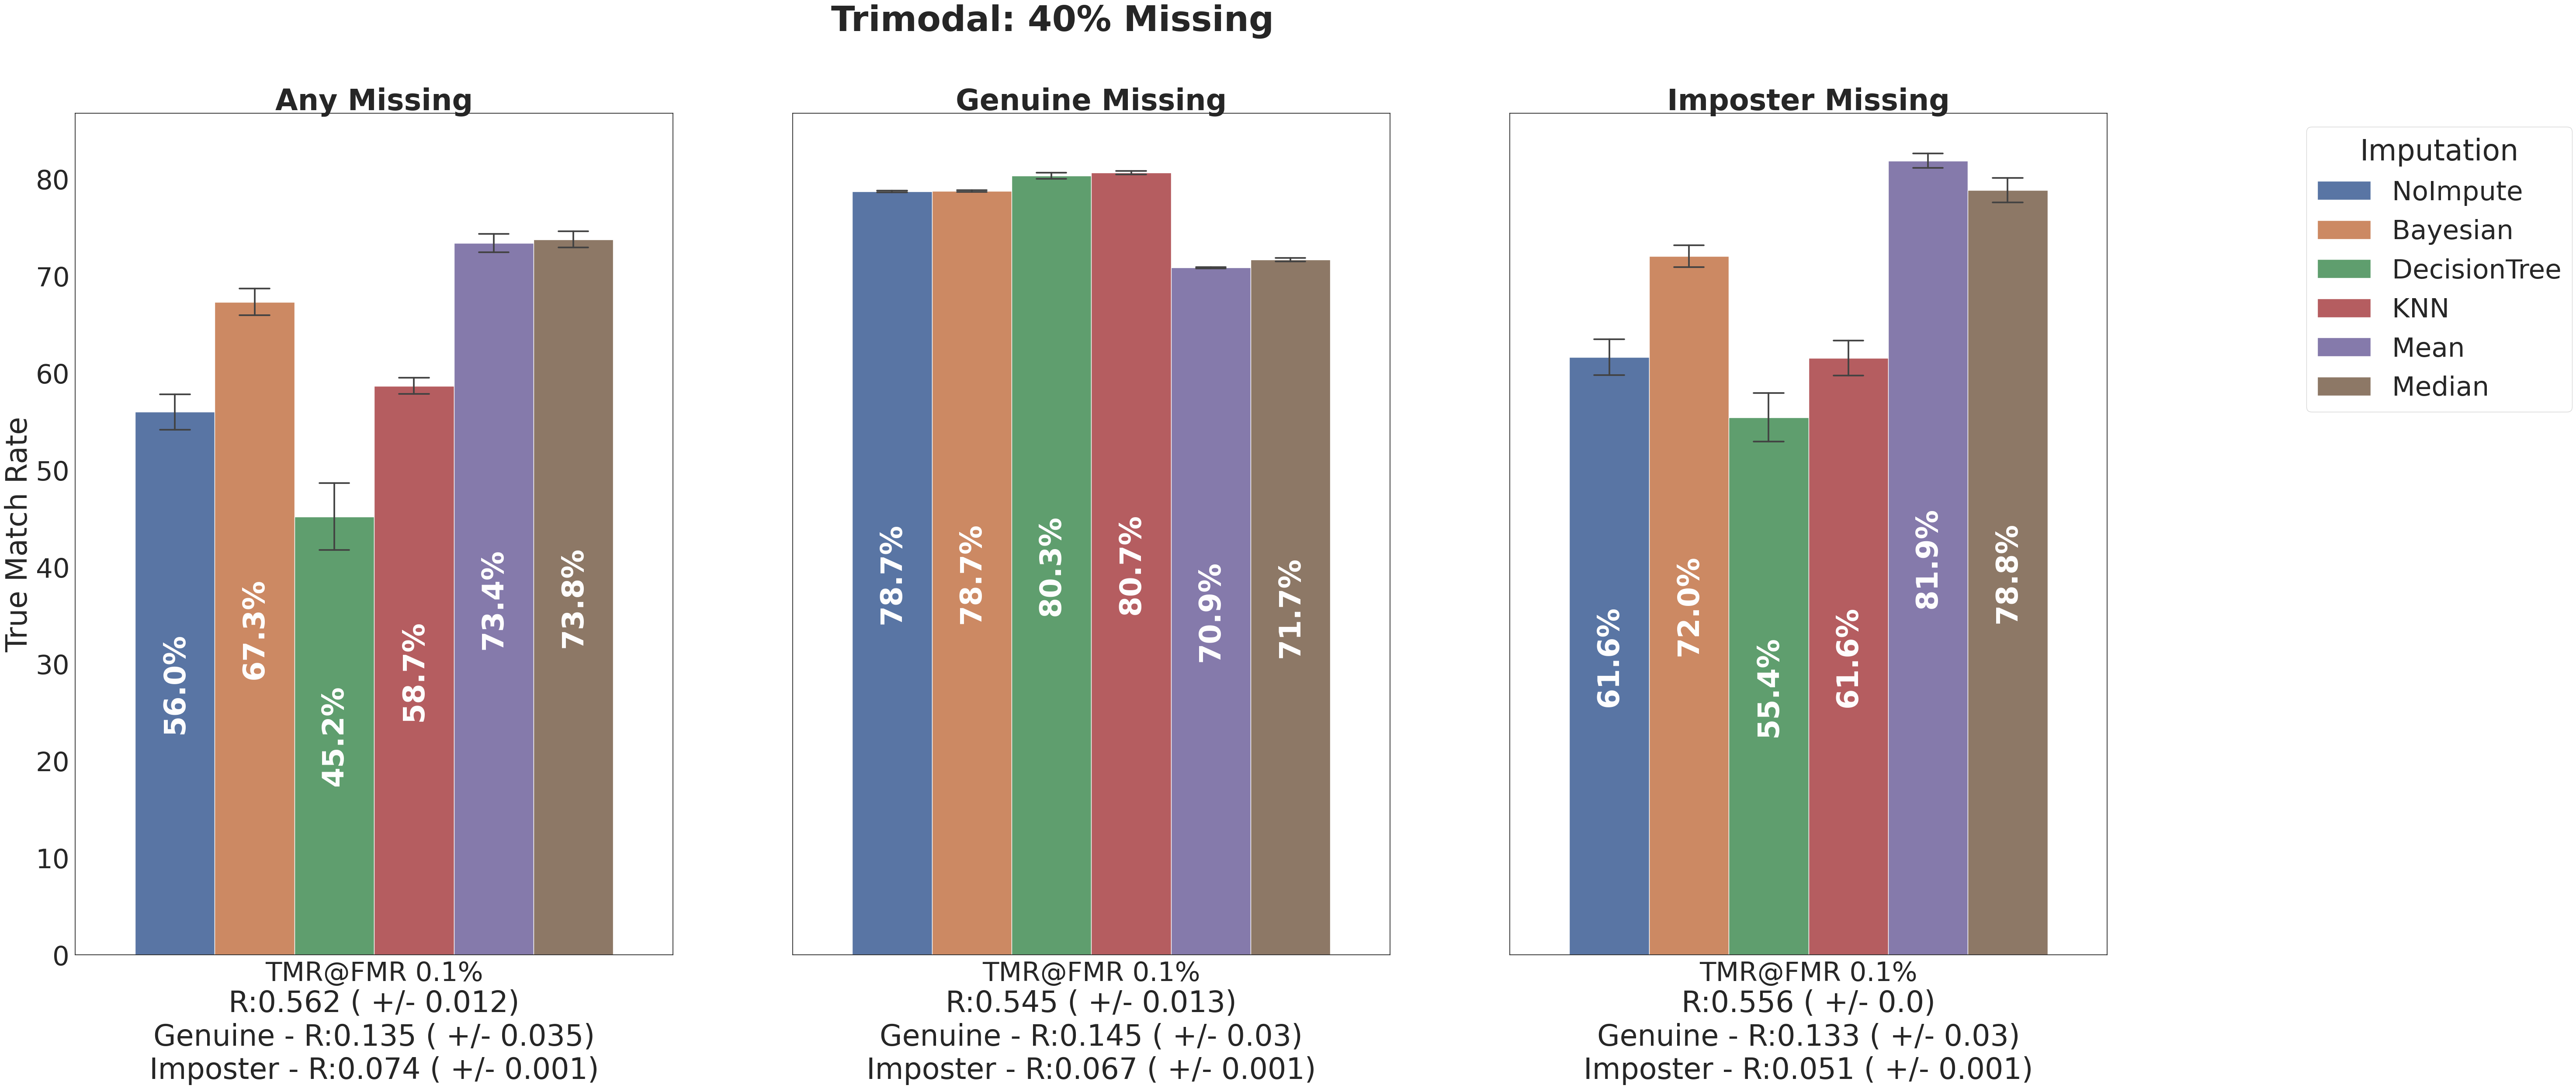 Trimodal: 40% Missing
Any Missing
Genuine Missing
Imposter Missing
True Match Rate
80
70
60
50
40
30
20
10
0
56.0%
67.3%
45.2%
58.7%
73.4%
73.8%
78.7%
78.7%
80.3%
80.7%
70.9%
71.7%
61.6%
72.0%
55.4%
61.6%
81.9%
78.8%
TMR@FMR 0.1%
R:0.562 ( +/- 0.012)
Genuine - R:0.135 ( +/- 0.035)
Imposter - R:0.074 ( +/- 0.001)
TMR@FMR 0.1%
R:0.545 ( +/- 0.013)
Genuine - R:0.145 ( +/- 0.03)
Imposter - R:0.067 ( +/- 0.001)
TMR@FMR 0.1%
R:0.556 ( +/- 0.0)
Genuine - R:0.133 ( +/- 0.03)
Imposter - R:0.051 ( +/- 0.001)
Imputation
NoImpute
Bayesian
DecisionTree
KNN
Mean
Median